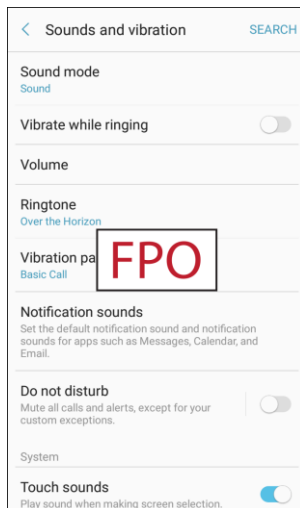 Sounds and vibration SEARCH
Sound mode
Sound
Vibrate while ringing
Volume
Ringtone
Over the Horizon
Vibration pa
FPO
Basic Call
Notification sounds
Set the default notification sound and notification
sounds for apps such as Messages, Calendar, and
Email.
Do not disturb
Mute all calls and alerts, except for your
custom exceptions.
System
Touch sounds
Play sound when making screen selection.